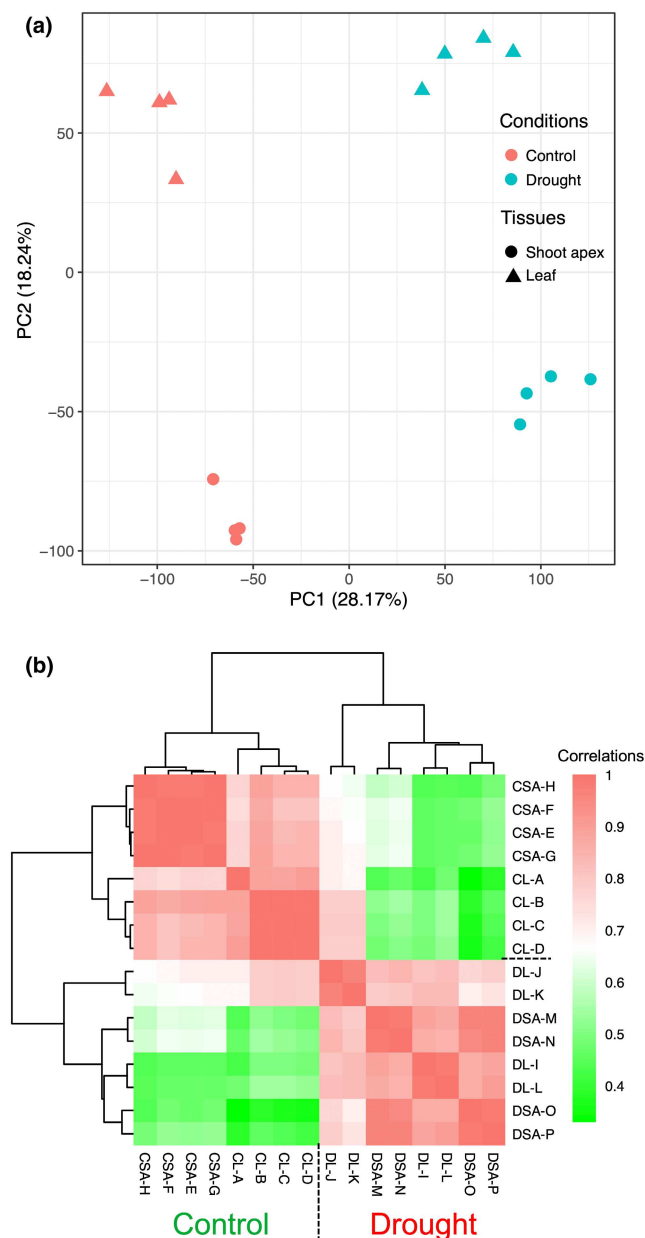 (a)
50
0
−50
−100
PC2 (18.24%)
−100
−50
0
50
100
PC1 (28.17%)
Conditions
Control
Drought
Tissues
Shoot apex
Leaf
(b)
Correlations
1
0.9
0.8
0.7
0.6
0.5
0.4
CSA-H
CSA-F
CSA-E
CSA-G
CL-A
CL-B
CL-C
CL-D
DL-J
DL-K
DSA-M
DSA-N
DL-I
DL-L
DSA-O
DSA-P
CSA-H
CSA-F
CSA-E
CSA-G
CL-A
CL-B
CL-C
CL-D
DL-J
DL-K
DSA-M
DSA-N
DL-I
DL-L
DSA-O
DSA-P
Control
Drought